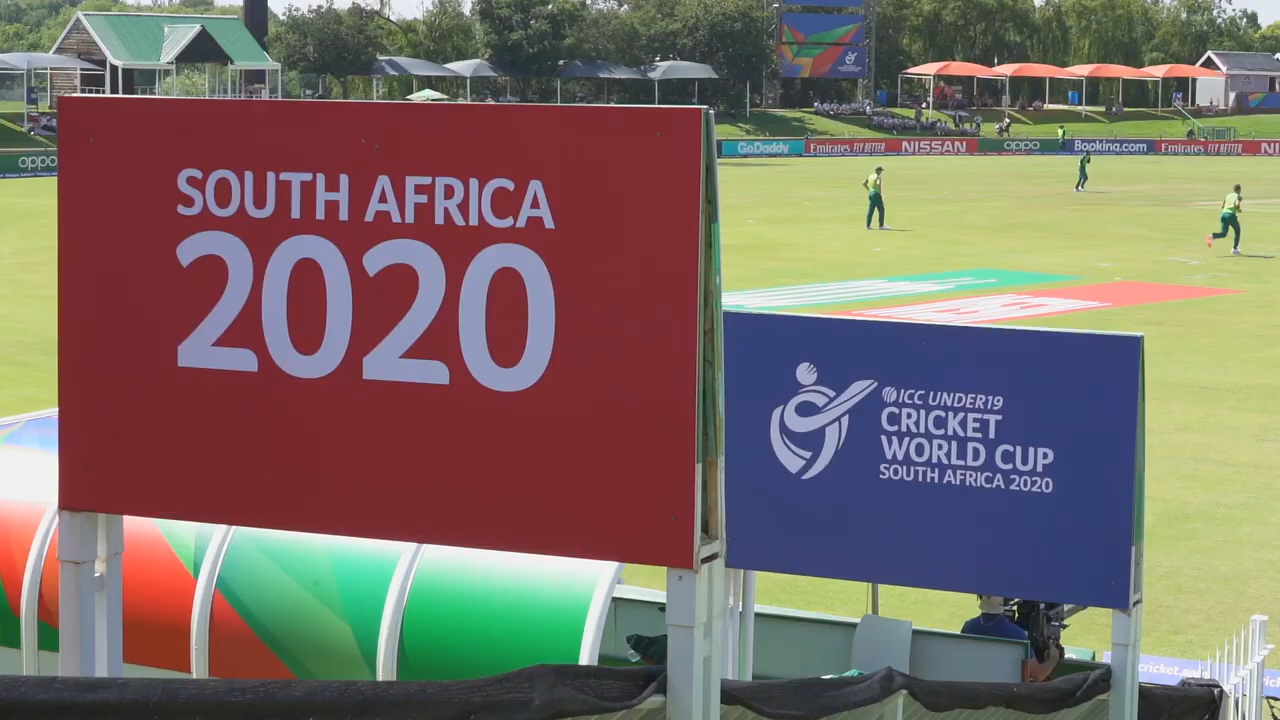 SOUTH AFRICA
2020
ICC UNDER19
CRICKET
WORLD CUP
SOUTH AFRICA 2020
oppo
GoDaddy
Emirates FLY BETTER
NISSAN
oppo
Booking.com
Emirates FLY BETTER